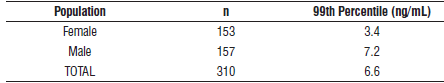 Population n 99th Percentile (ng/mL)
Female 153 3.4
Male 157 7.2
TOTAL 310 6.6